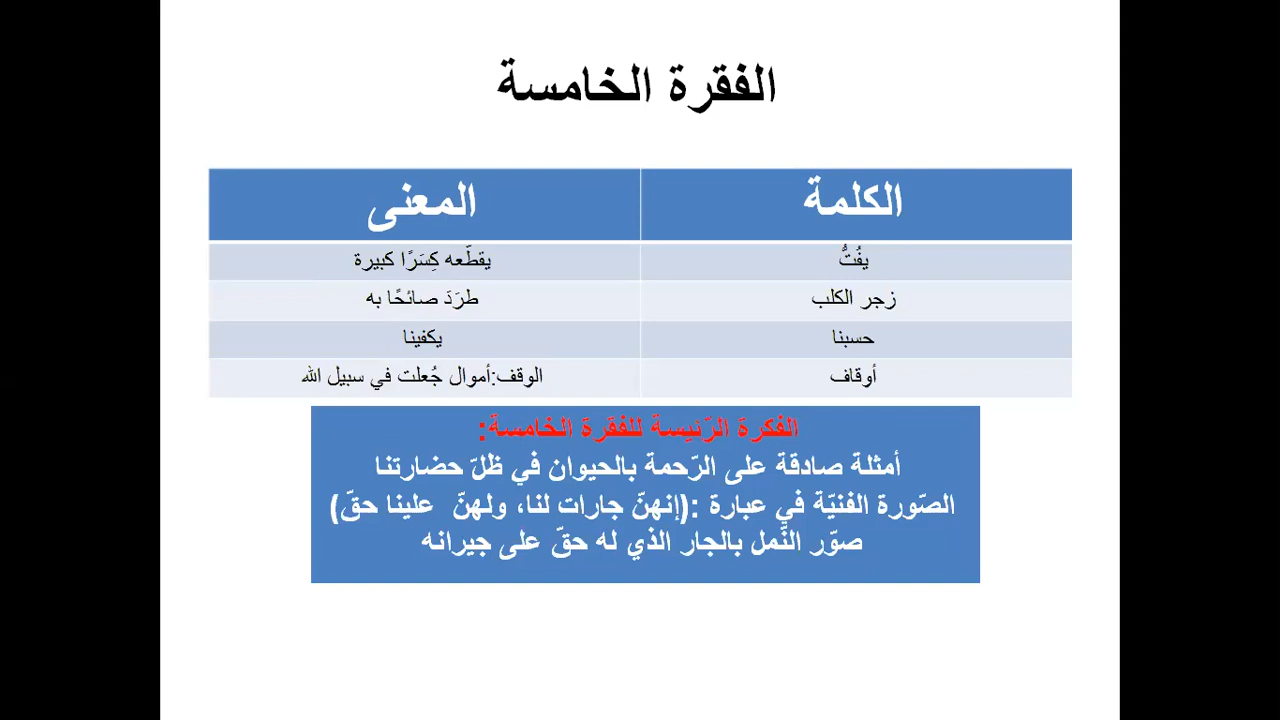 الفقرة الخامسة
الكلمة المعنى
يفُتُّ يقطّعه كِسَرًا كبيرة
زجر الكلب طرَدَ صائحًا به
حسبنا يكفينا
أوقاف الوقف:أموال جُعلت في سبيل الله
الفكرة الرّئيسة للفقرة الخامسة:
أمثلة صادقة على الرّحمة بالحيوان في ظلّ حضارتنا
الصّورة الفنيّة في عبارة :(إنهنّ جارات لنا، ولهنّ علينا حقّ)
صوّر النّمل بالجار الذي له حقّ على جيرانه